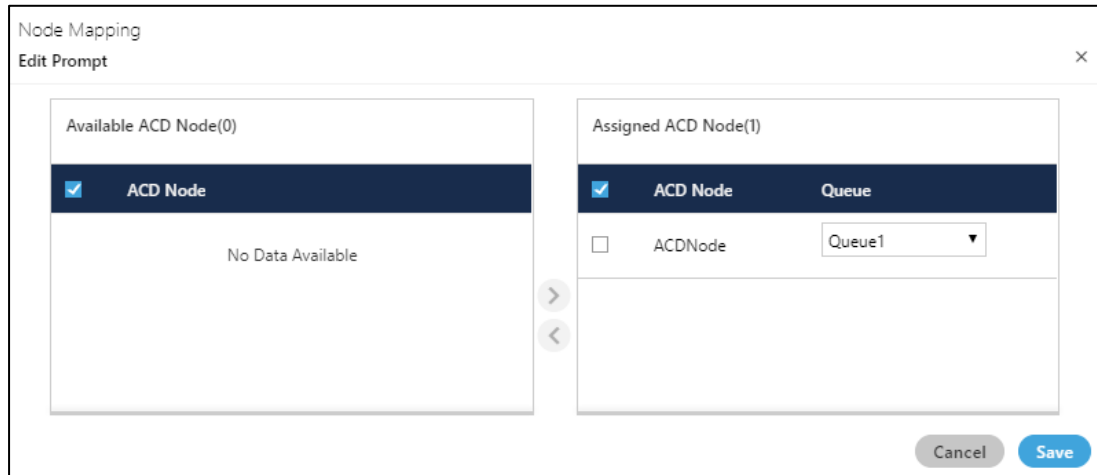 Node Mapping
Edit Prompt
Available ACD Node(0)
ACD Node
No Data Available
Assigned ACD Node(1)
ACD Node Queue
ACDNode Queue1
Cancel Save